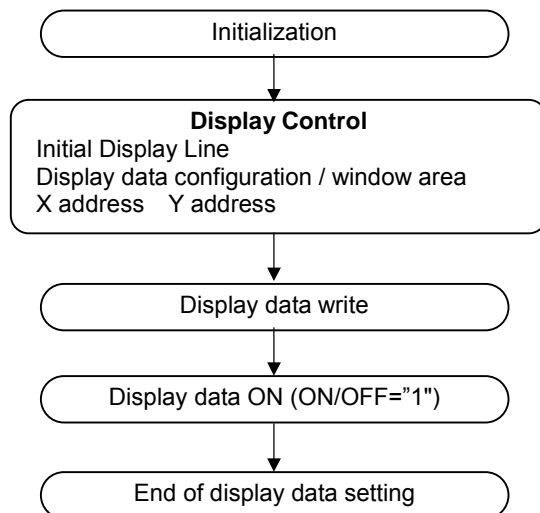 Initialization
Display Control
Initial Display Line
Display data configuration / window area
X address Y address
Display data write
Display data ON (ON/OFF=”1")
End of display data setting